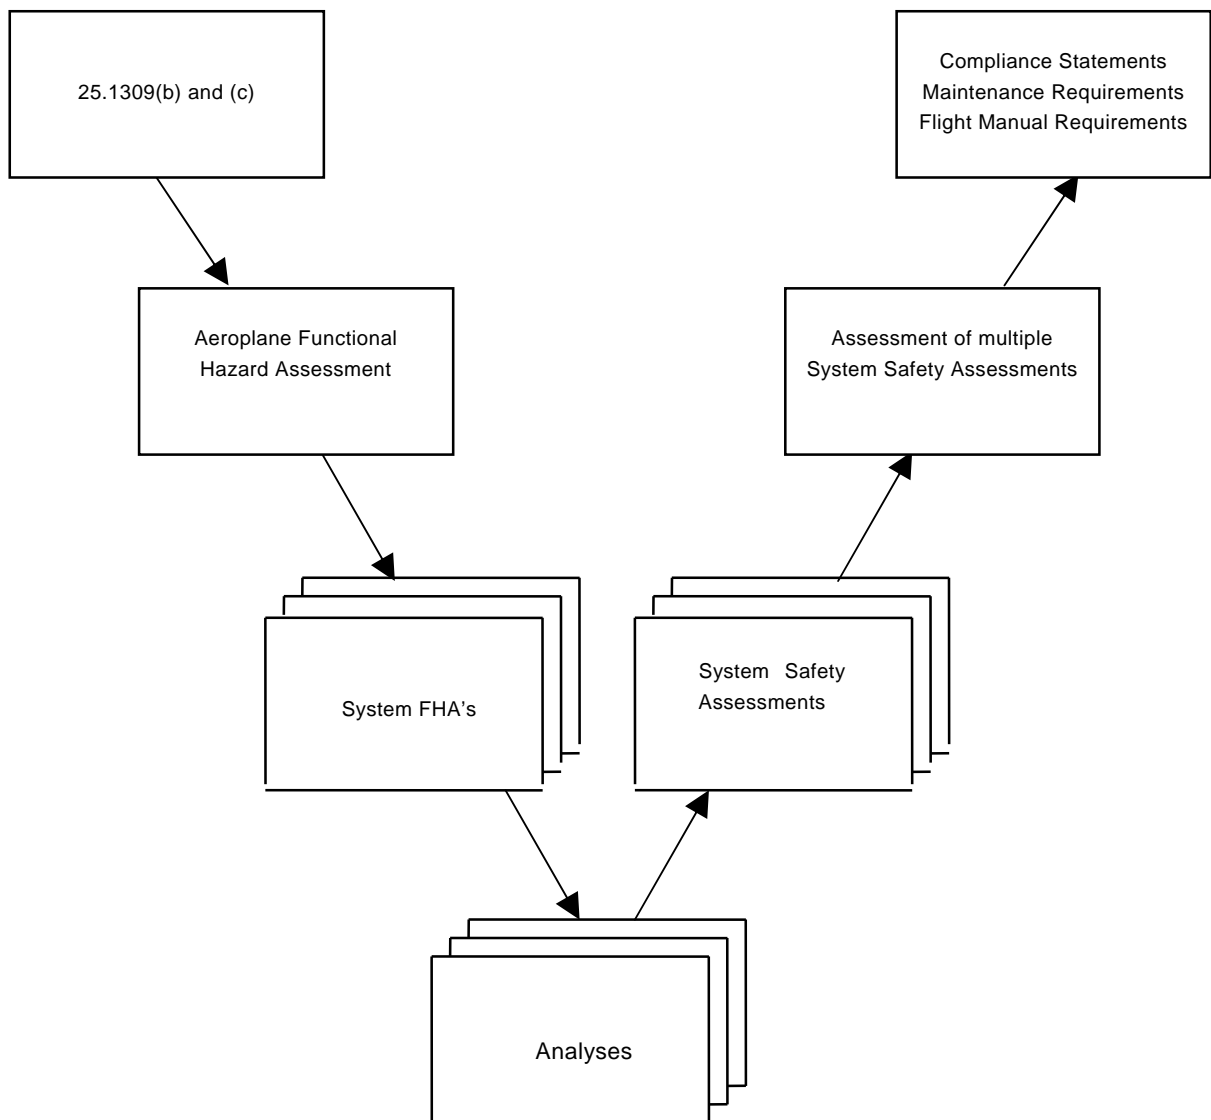 25.1309(b) and (c)
Compliance Statements
Maintenance Requirements
Flight Manual Requirements
Aeroplane Functional
Hazard Assessment
Assessment of multiple
System Safety Assessments
System FHA's
System Safety
Assessments
Analyses